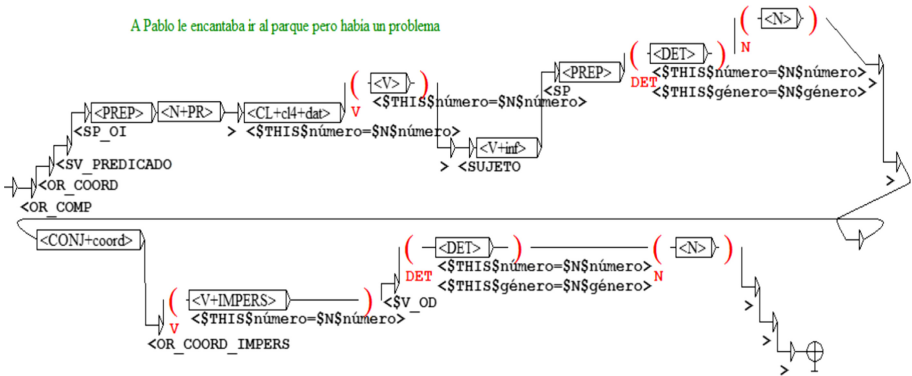 A Pablo le encantaba ir al parque pero habia un problema
<N>
N
<PREP> <DET>
<SP DET <$THIS$número=$N$número>
<$THIS$género=$N$género> >
<V>
V <$THIS$número=$N$número>
<PREP> <N+PR> <CL+cl4+dat>
<SP_OI > <$THIS$número=$N$número>
<V+inf>
> <SUJETO
<SV_PREDICADO
<OR_COORD
>
<OR_COMP
<CONJ+coord>
>
<DET> <N>
DET <$THIS$número=$N$número> N
<$THIS$género=$N$género>
<V+IMPERS>
V <$THIS$número=$N$número>
<$V_OD
<OR_COORD_IMPERS
>
>
>